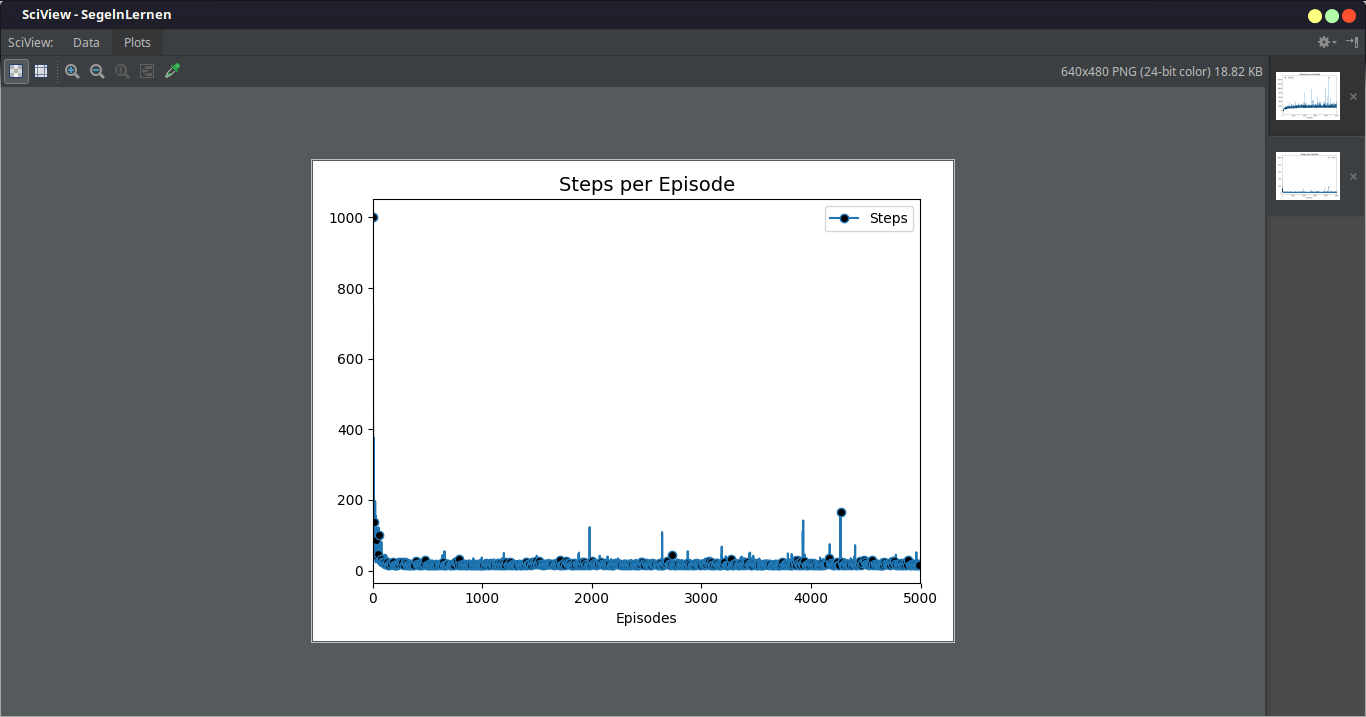 SciView - SegelnLernen
SciView: Data Plots
640x480 PNG (24-bit color) 18.82 KB
Steps per Episode
Steps
1000
800
600
400
200
0
0 1000 2000 3000 4000 5000
Episodes